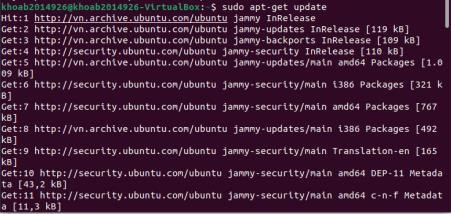 khoab2014926@khoab2014926-VirtualBox:~$ sudo apt-get update
Hit:1 http://vn.archive.ubuntu.com/ubuntu jammy InRelease
Get:2 http://vn.archive.ubuntu.com/ubuntu jammy-updates InRelease [119 kB]
Get:3 http://vn.archive.ubuntu.com/ubuntu jammy-backports InRelease [109 kB]
Get:4 http://security.ubuntu.com/ubuntu jammy-security InRelease [110 kB]
Get:5 http://vn.archive.ubuntu.com/ubuntu jammy-updates/main amd64 Packages [1.0
09 kB]
Get:6 http://security.ubuntu.com/ubuntu jammy-security/main i386 Packages [321 k
B]
Get:7 http://security.ubuntu.com/ubuntu jammy-security/main amd64 Packages [767
kB]
Get:8 http://vn.archive.ubuntu.com/ubuntu jammy-updates/main i386 Packages [492
kB]
Get:9 http://security.ubuntu.com/ubuntu jammy-security/main Translation-en [165
kB]
Get:10 http://security.ubuntu.com/ubuntu jammy-security/main amd64 DEP-11 Metada
ta [43,2 kB]
Get:11 http://security.ubuntu.com/ubuntu jammy-security/main amd64 c-n-f Metadat
a [11,3 kB]